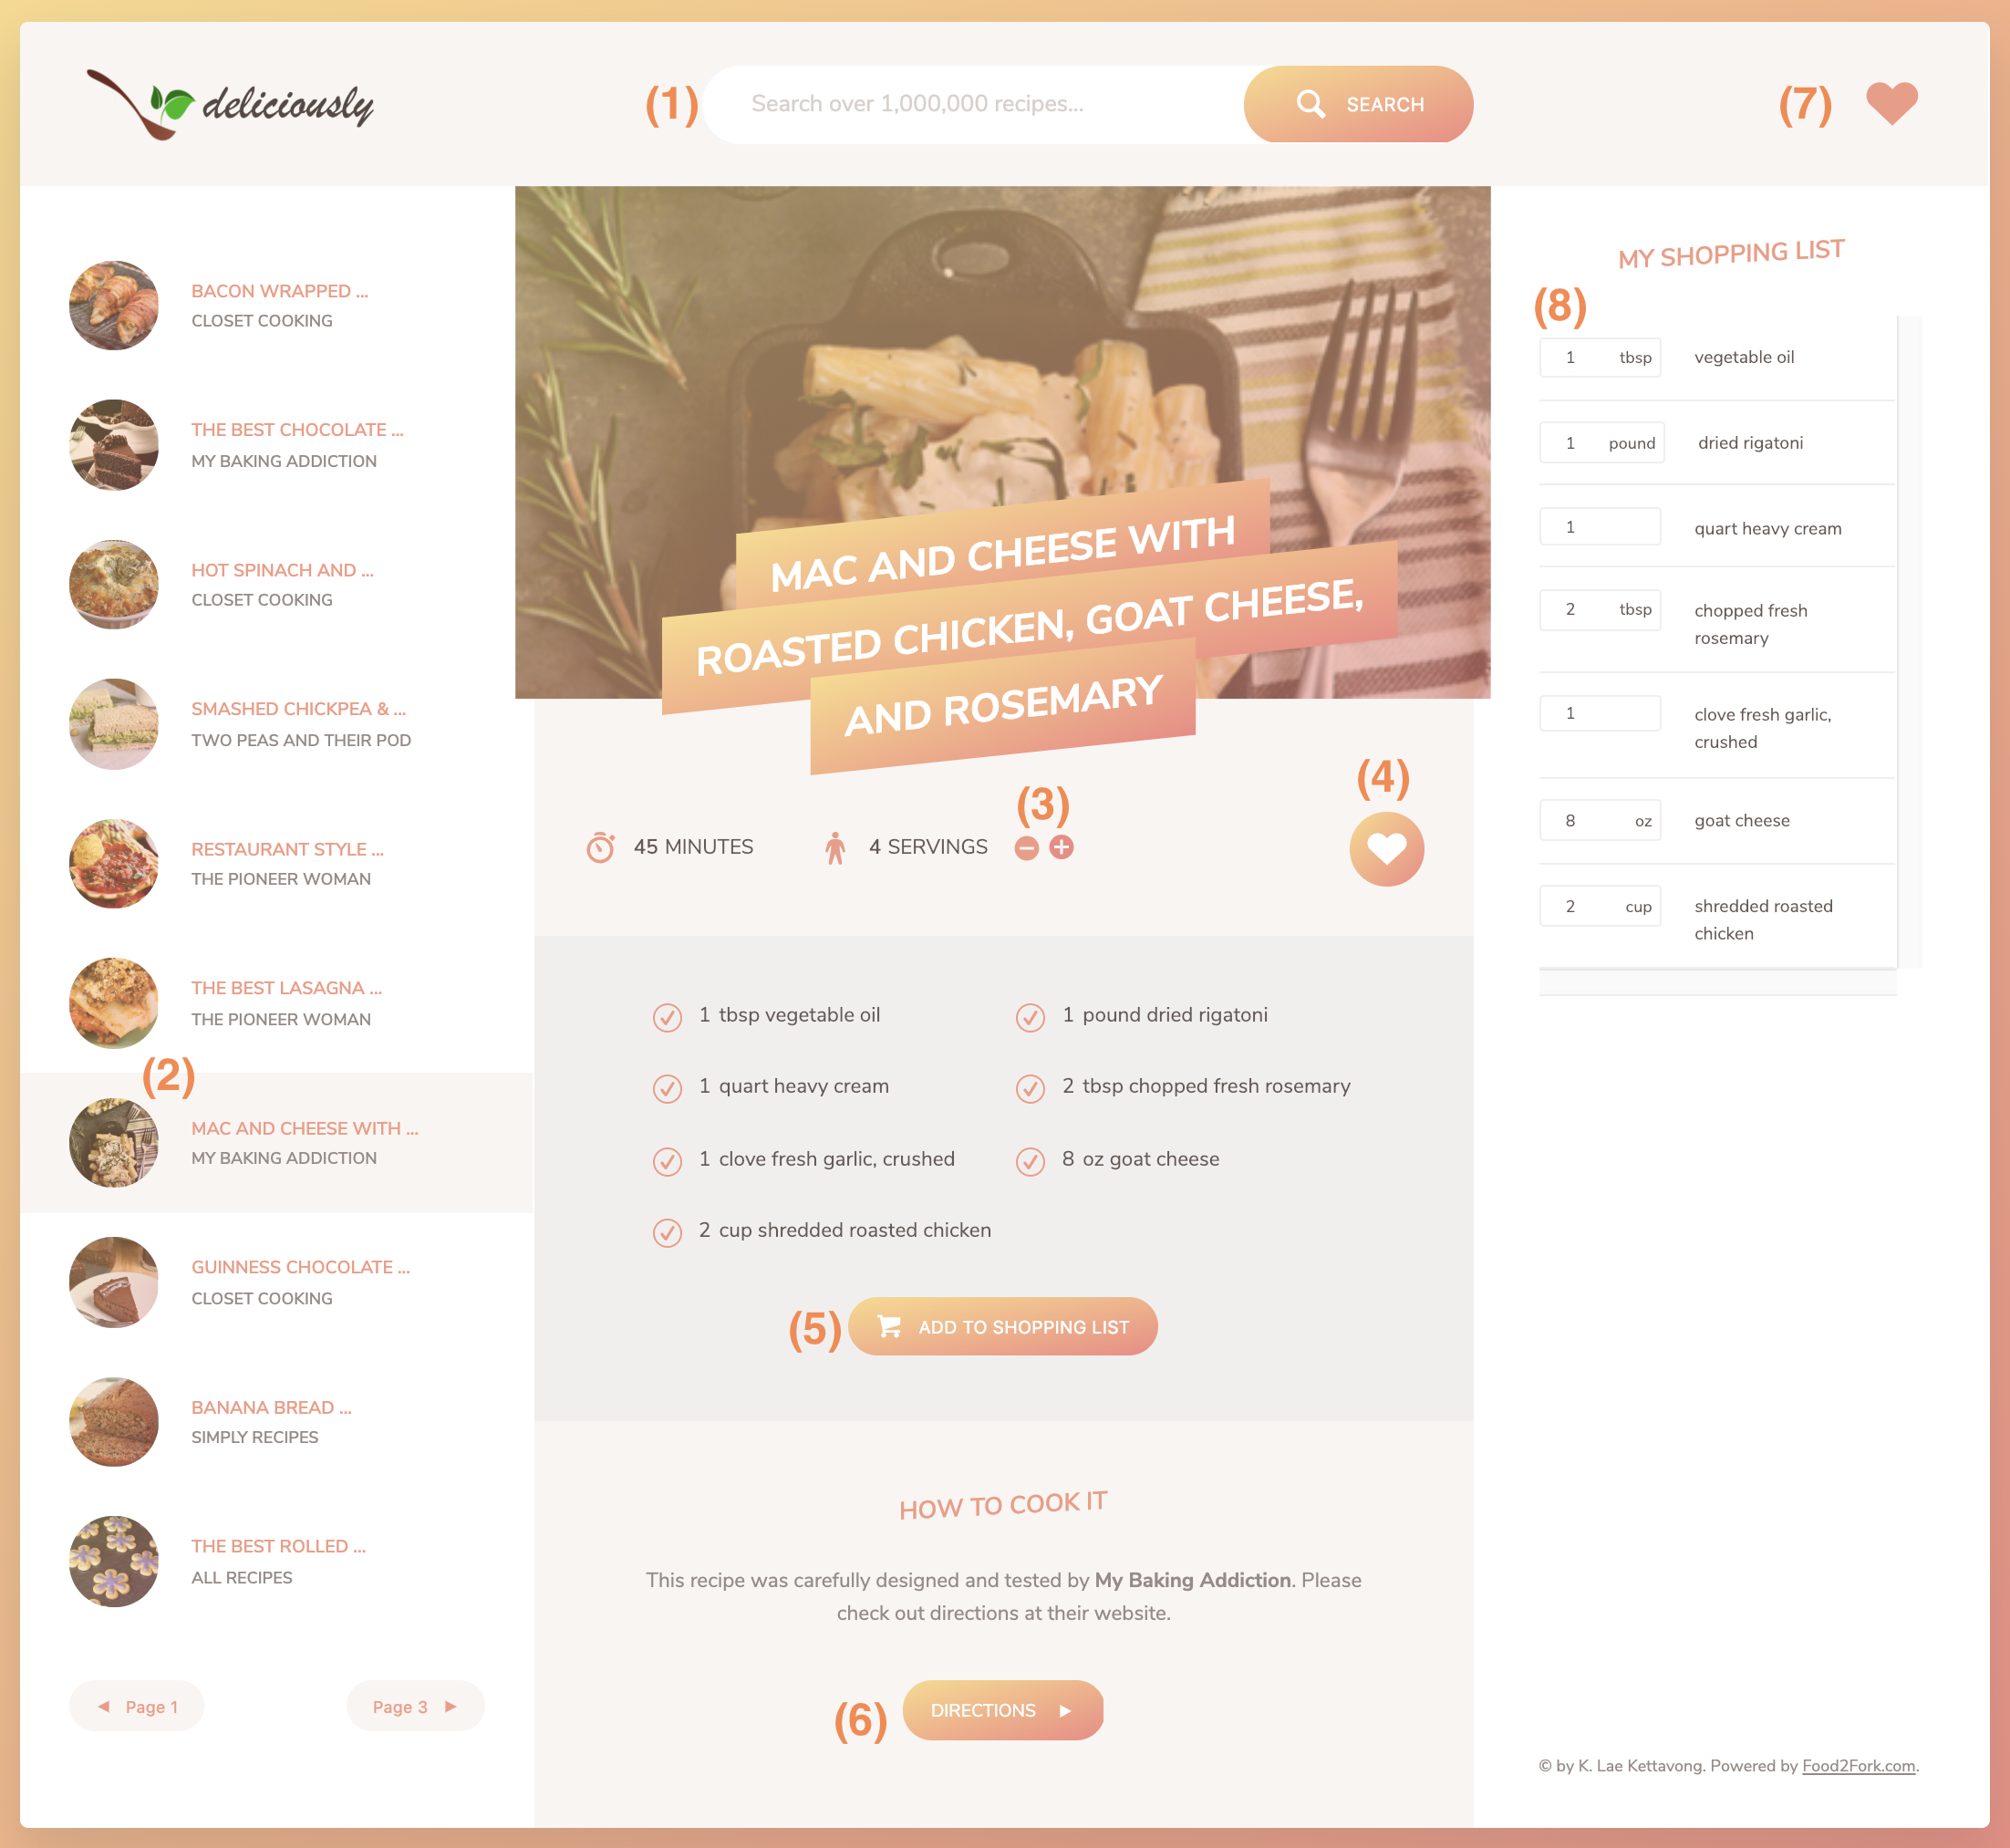 deliciously
(1)
Search over 1,000,000 recipes...
SEARCH
(7)
BACON WRAPPED ...
CLOSET COOKING
THE BEST CHOCOLATE ...
MY BAKING ADDICTION
HOT SPINACH AND ...
CLOSET COOKING
SMASHED CHICKPEA & ...
TWO PEAS AND THEIR POD
RESTAURANT STYLE ...
THE PIONEER WOMAN
THE BEST LASAGNA ...
THE PIONEER WOMAN
(2)
MAC AND CHEESE WITH ...
MY BAKING ADDICTION
GUINNESS CHOCOLATE ...
CLOSET COOKING
BANANA BREAD ...
SIMPLY RECIPES
THE BEST ROLLED ...
ALL RECIPES
◄ Page 1
Page 3 ►
MAC AND CHEESE WITH
ROASTED CHICKEN, GOAT CHEESE,
AND ROSEMARY
(3)
(4)
45 MINUTES
4 SERVINGS
1 tbsp vegetable oil
1 pound dried rigatoni
1 quart heavy cream
2 tbsp chopped fresh rosemary
1 clove fresh garlic, crushed
8 oz goat cheese
2 cup shredded roasted chicken
(5)
ADD TO SHOPPING LIST
HOW TO COOK IT
This recipe was carefully designed and tested by My Baking Addiction. Please
check out directions at their website.
(6)
DIRECTIONS ►
MY SHOPPING LIST
(8)
1 tbsp vegetable oil
1 pound dried rigatoni
1 quart heavy cream
2 tbsp chopped fresh
rosemary
1 clove fresh garlic,
crushed
8 oz goat cheese
2 cup shredded roasted
chicken
© by K. Lae Kettavong. Powered by Food2Fork.com.